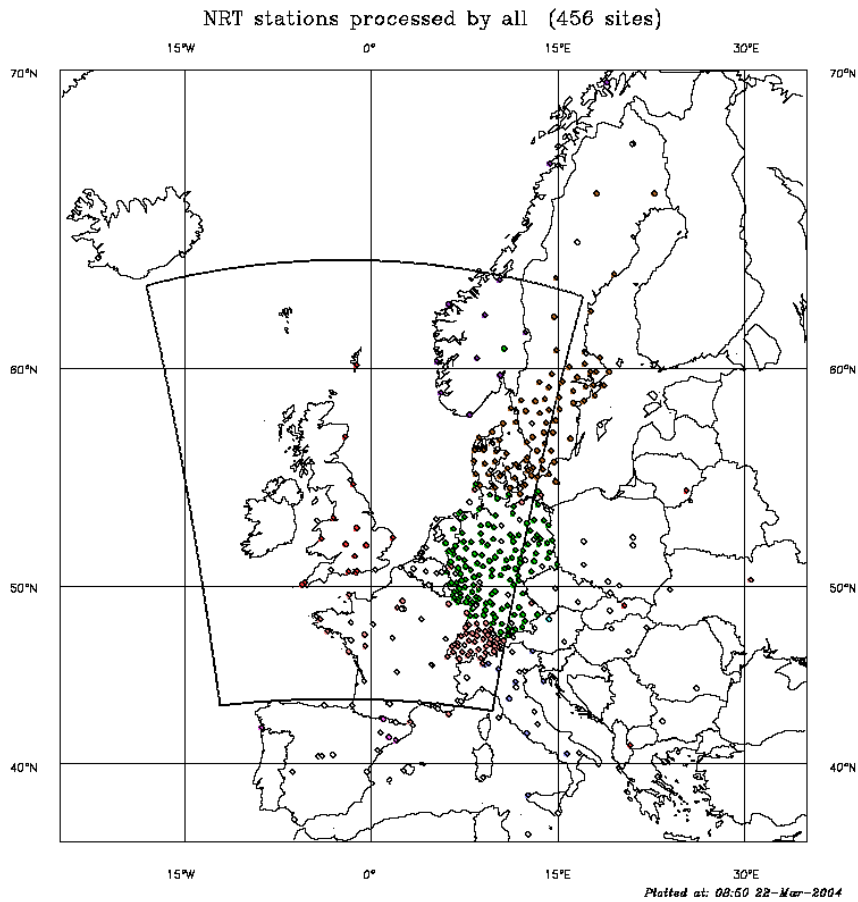 NRT stations processed by all (456 sites)
15°W 0° 15°E 30°E
70°N 70°N
60°N 60°N
50°N 50°N
40°N 40°N
15°W 0° 15°E 30°E
Plotted at: 08:50 22-Mar-2004